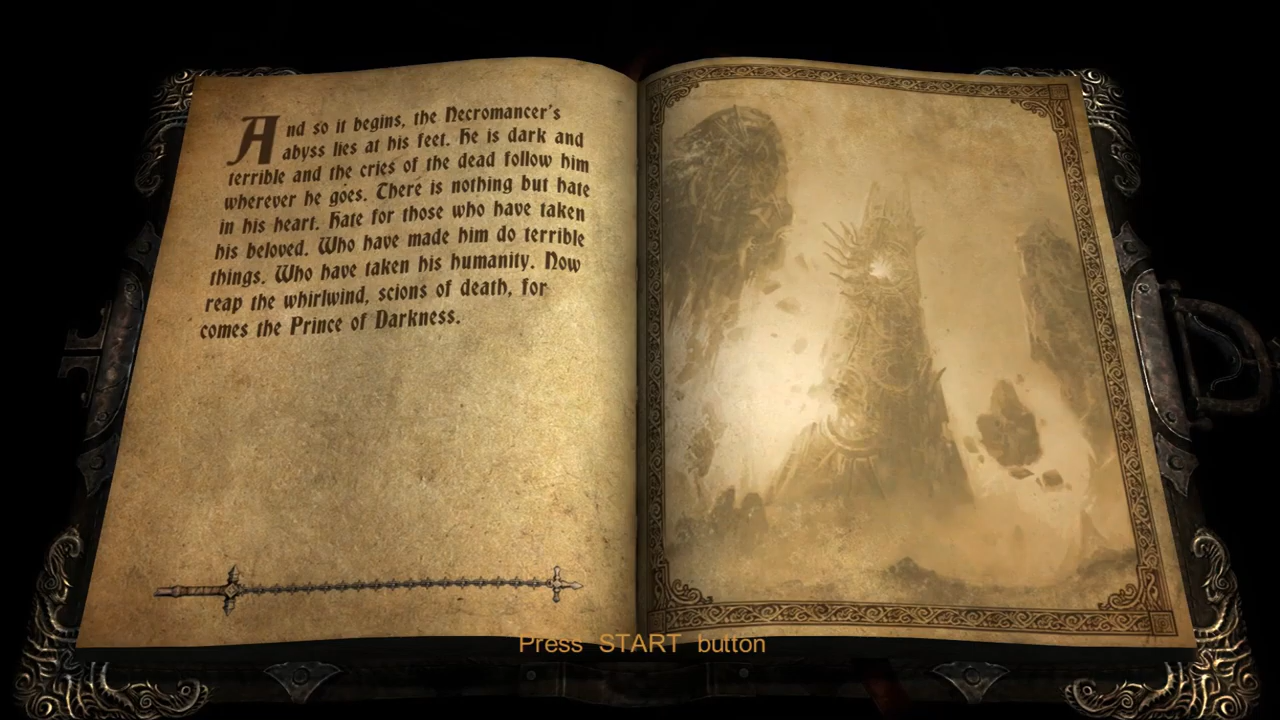 And so it begins, the Necromancer's
abyss lies at his feet. He is dark and
terrible and the cries of the dead follow him
wherever he goes. There is nothing but hate
in his heart. Hate for those who have taken
his beloved. Who have made him do terrible
things. Who have taken his humanity. Now
reap the whirlwind, scions of death, for
comes the Prince of Darkness.
Press START button